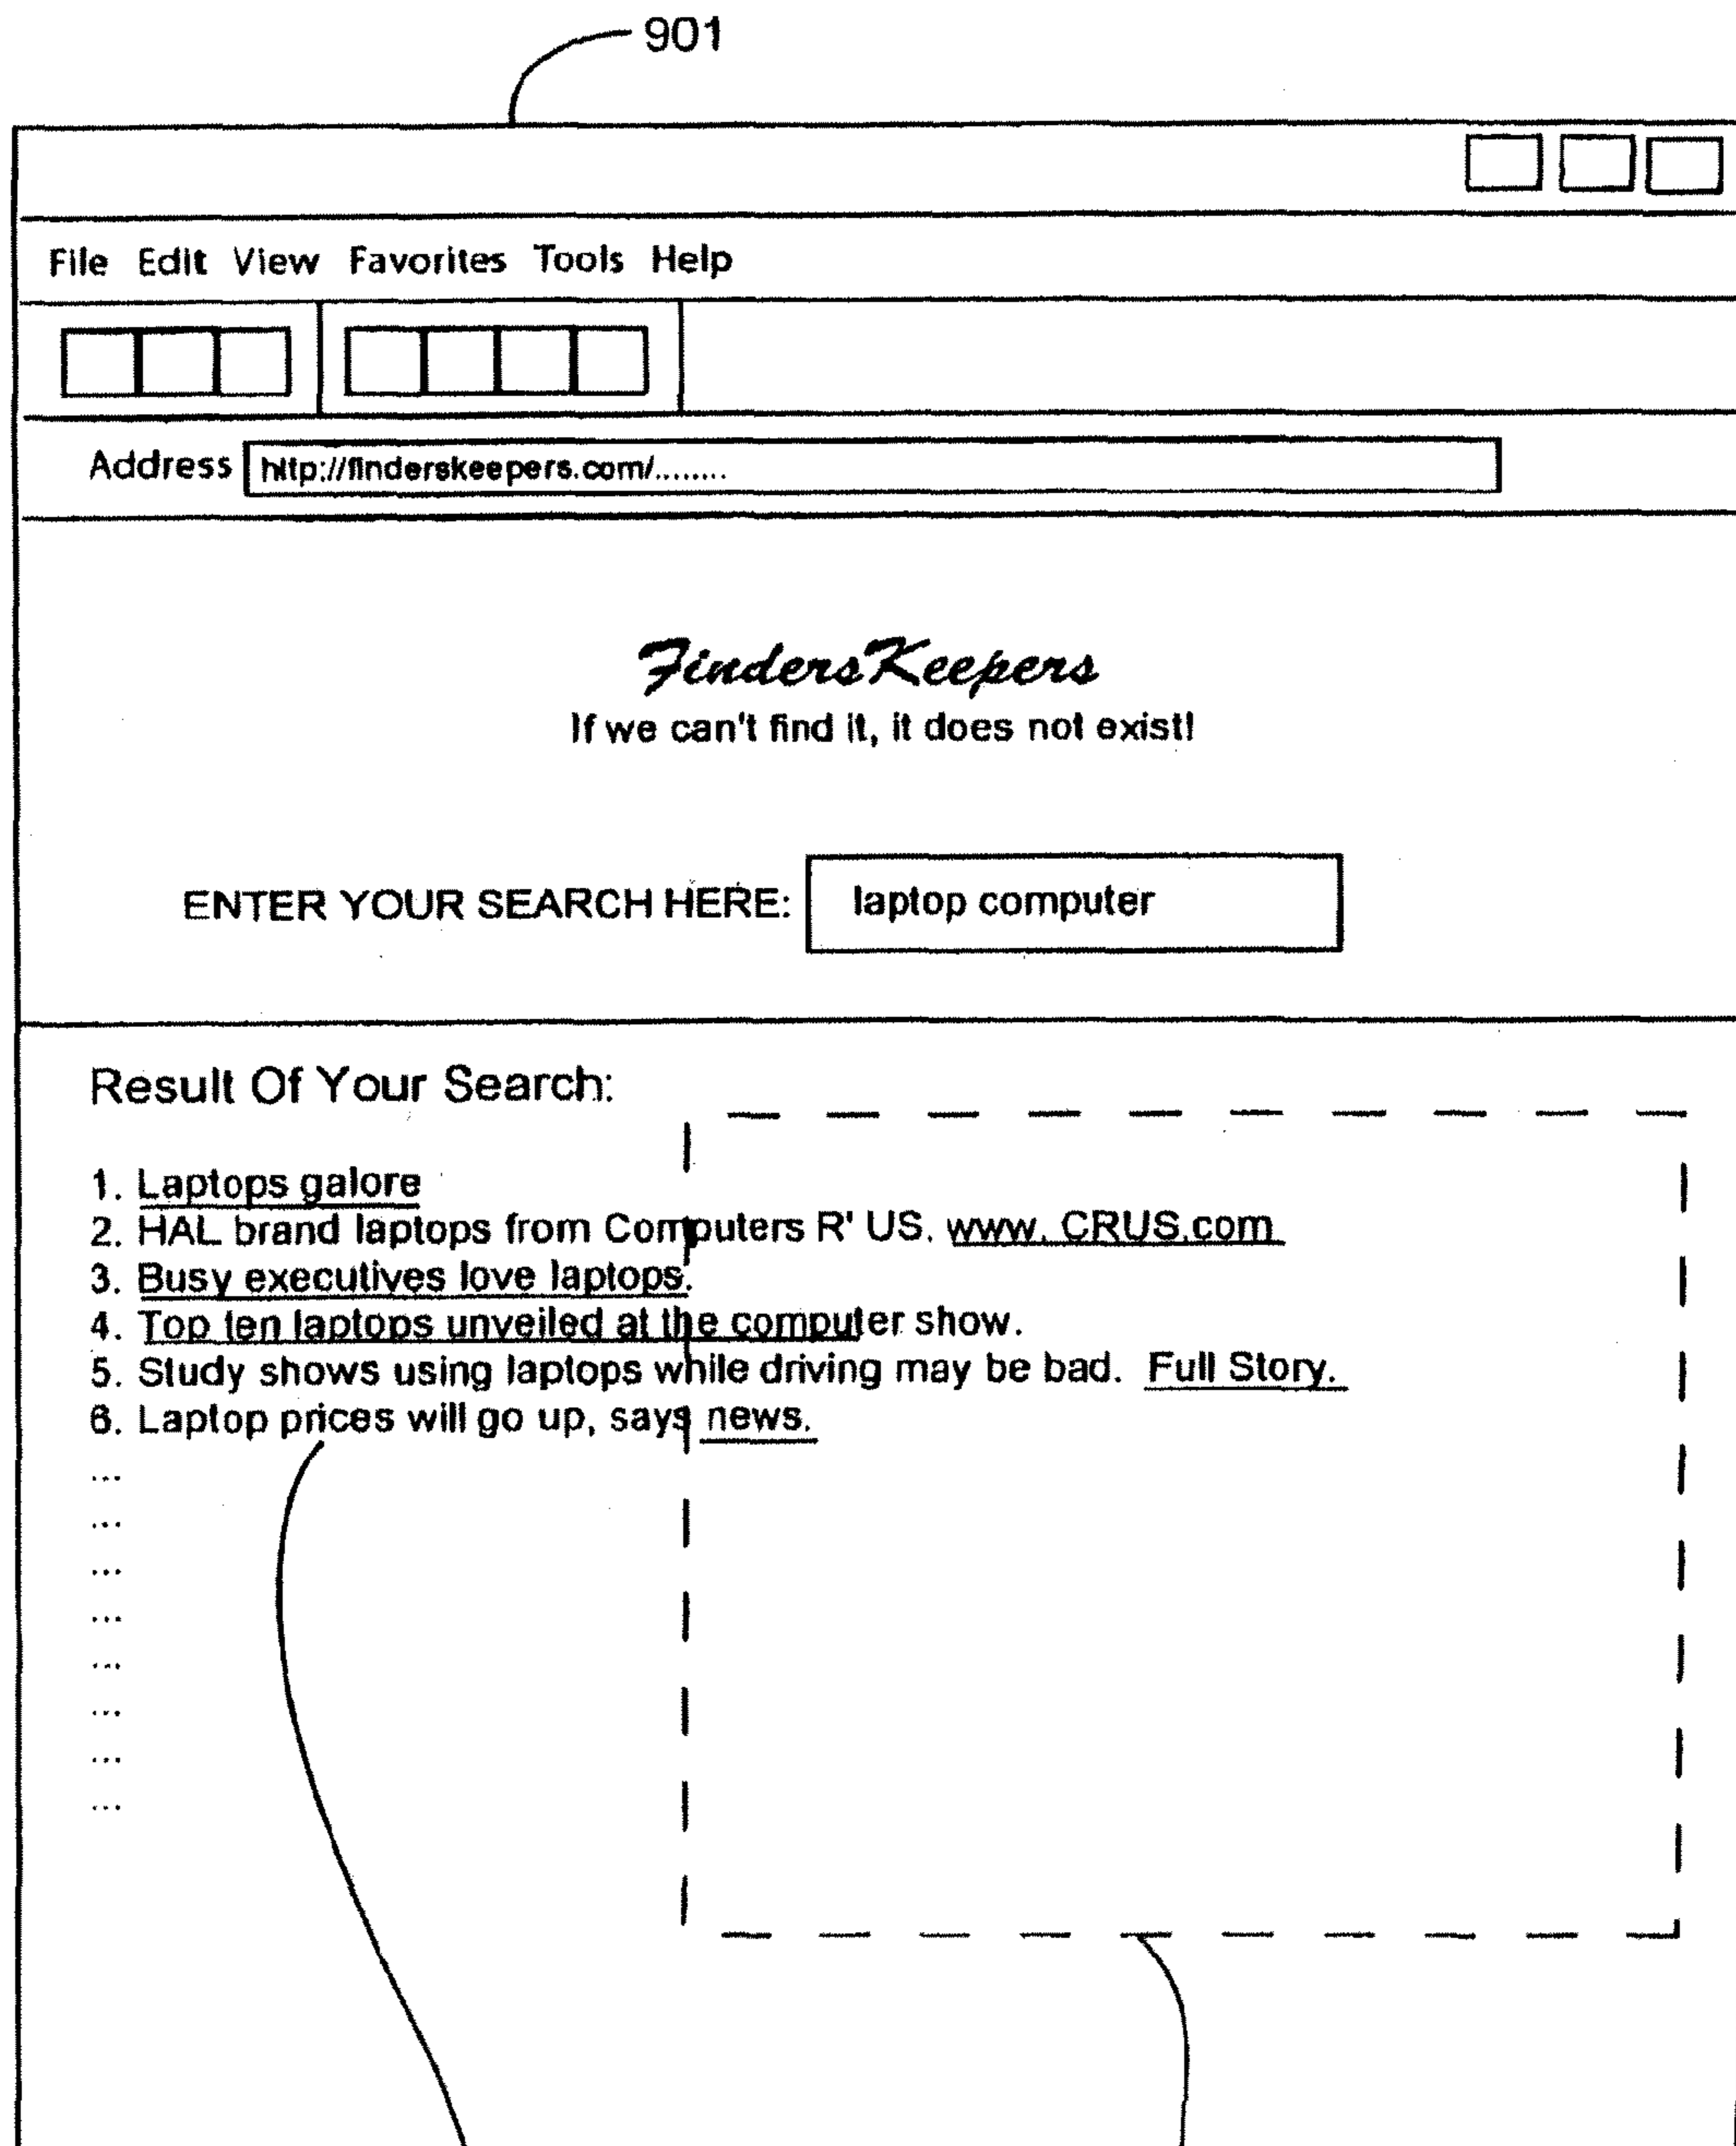 901
File Edit View Favorites Tools Help
Address http://finderskeepers.com/........
FindersKeepers
If we can't find it, it does not exist!
ENTER YOUR SEARCH HERE: laptop computer
Result Of Your Search:
1. Laptops galore
2. HAL brand laptops from Computers R' US. www. CRUS.com
3. Busy executives love laptops.
4. Top ten laptops unveiled at the computer show.
5. Study shows using laptops while driving may be bad. Full Story.
6. Laptop prices will go up, says news.
...
...
...
...
...
...
...
...